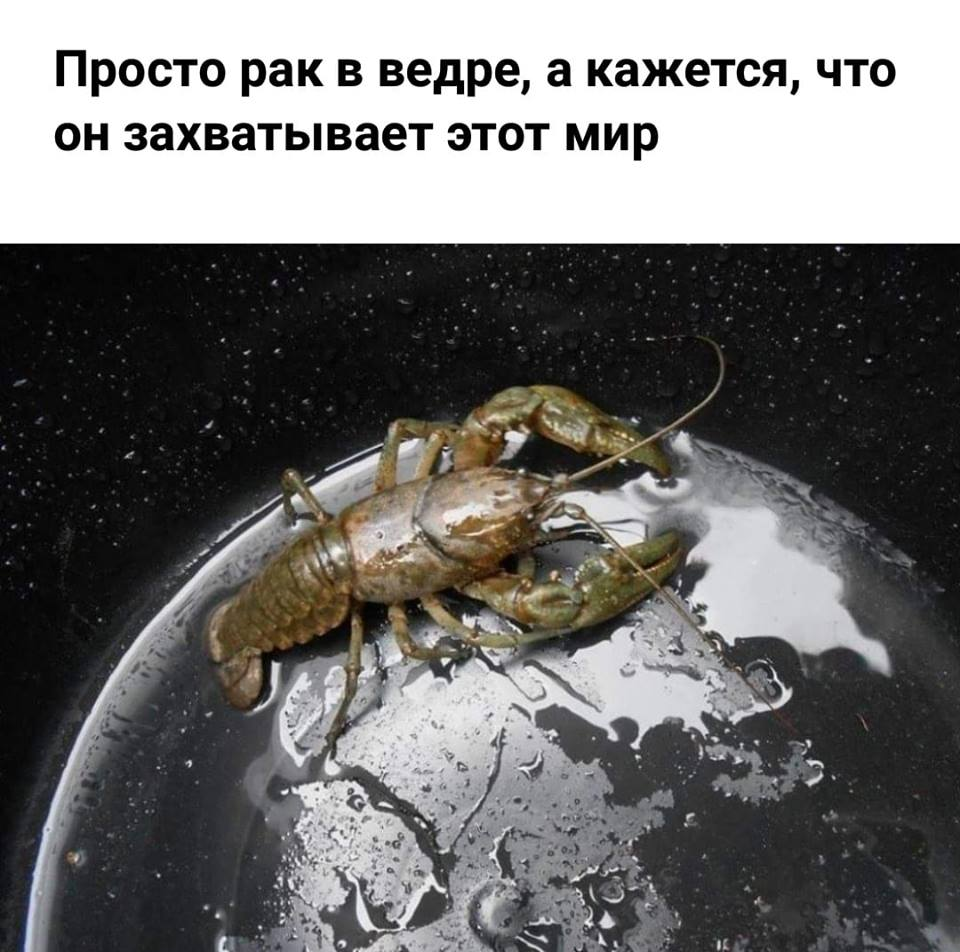 Просто рак в ведре, а кажется, что
он захватывает этот мир